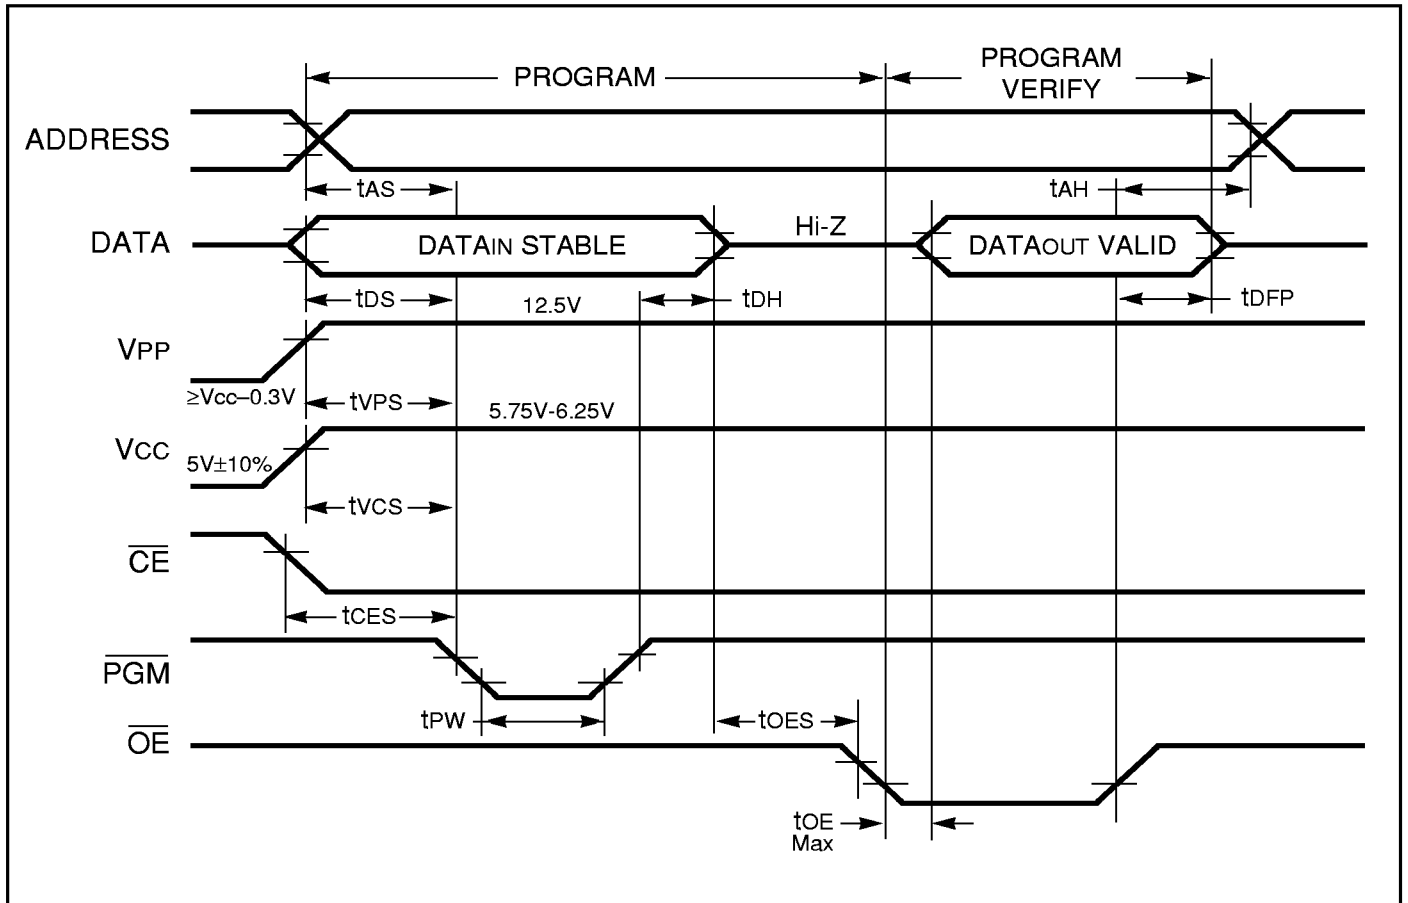 PROGRAM
PROGRAM
VERIFY
ADDRESS
tAS
tAH
DATA
DATAIN STABLE
Hi-Z
DATAOUT VALID
tDS
12.5V
tDH
tDFP
VPP
≥Vcc–0.3V
tVPS
5.75V-6.25V
VCC
5V±10%
tVCS
CE
tCES
PGM
tPW
tOES
OE
tOE
Max